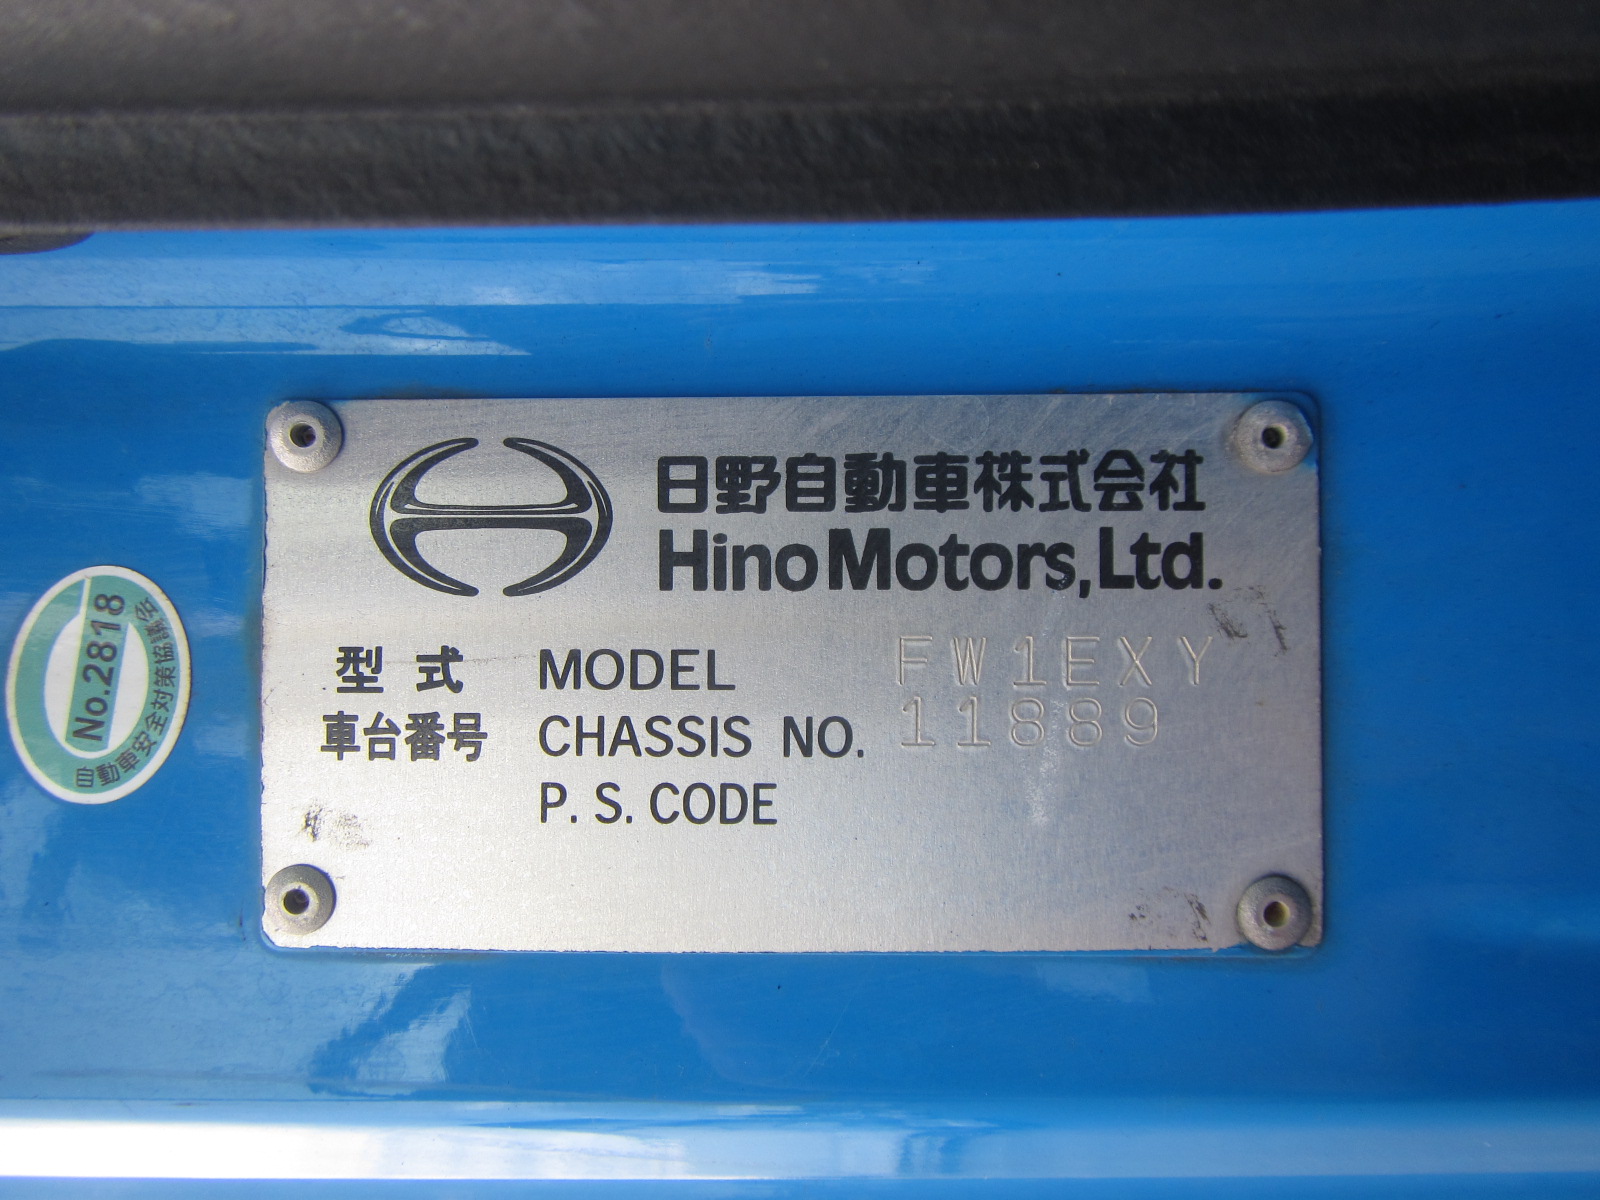 日野自動車株式会社
Hino Motors, Ltd.
型式 MODEL FW1EXY
車台番号 CHASSIS NO. 11889
P. S. CODE
No.2818
自動車安全対策協議会